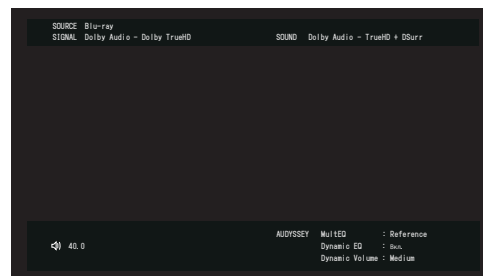 SOURCE Blu-ray
SIGNAL Dolby Audio - Dolby TrueHD SOUND Dolby Audio - TrueHD + DSurr
AUDYSSEY MultEQ : Reference
40.0 Dynamic EQ : Вкл.
Dynamic Volume : Medium